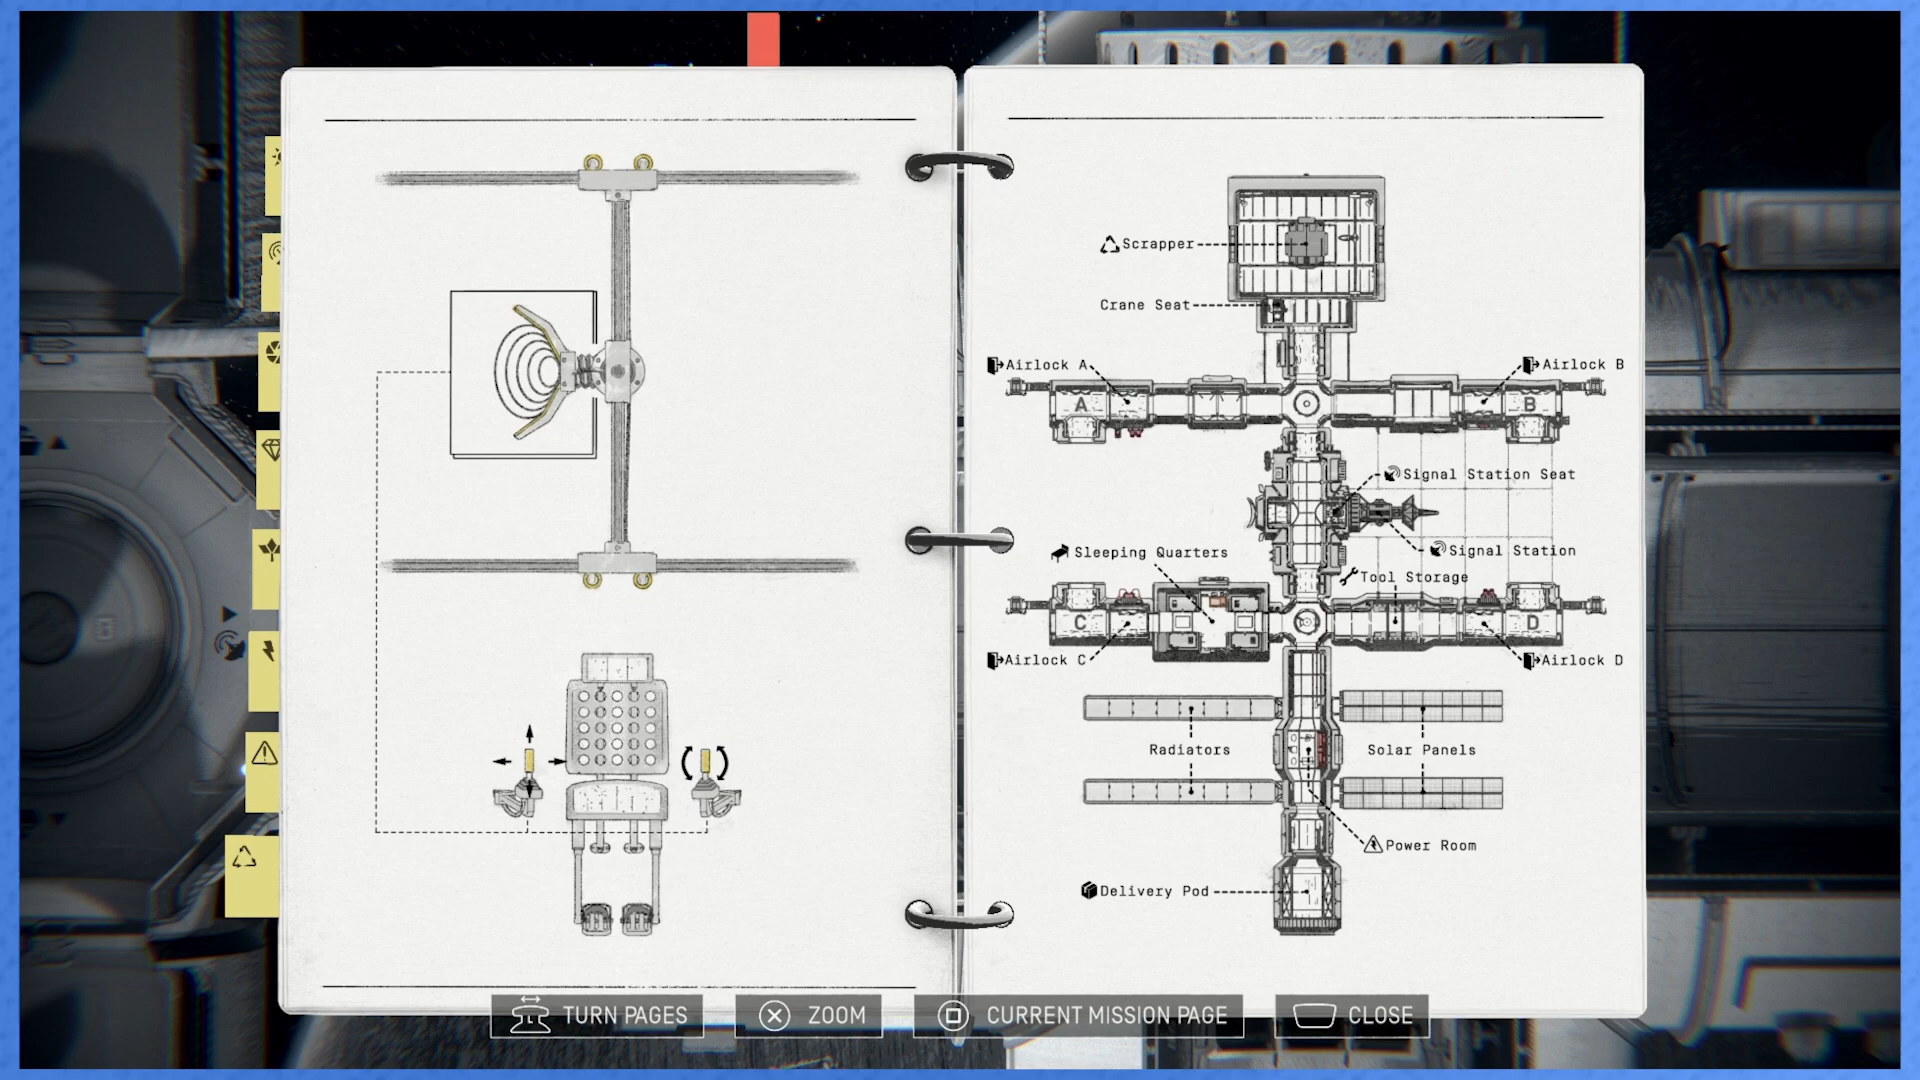 Scrapper
Crane Seat
Airlock A
Airlock B
A
B
Signal Station Seat
Sleeping Quarters
Signal Station
Tool Storage
C
D
Airlock C
Airlock D
Radiators
Solar Panels
Power Room
Delivery Pod
L
TURN PAGES
ZOOM
CURRENT MISSION PAGE
CLOSE